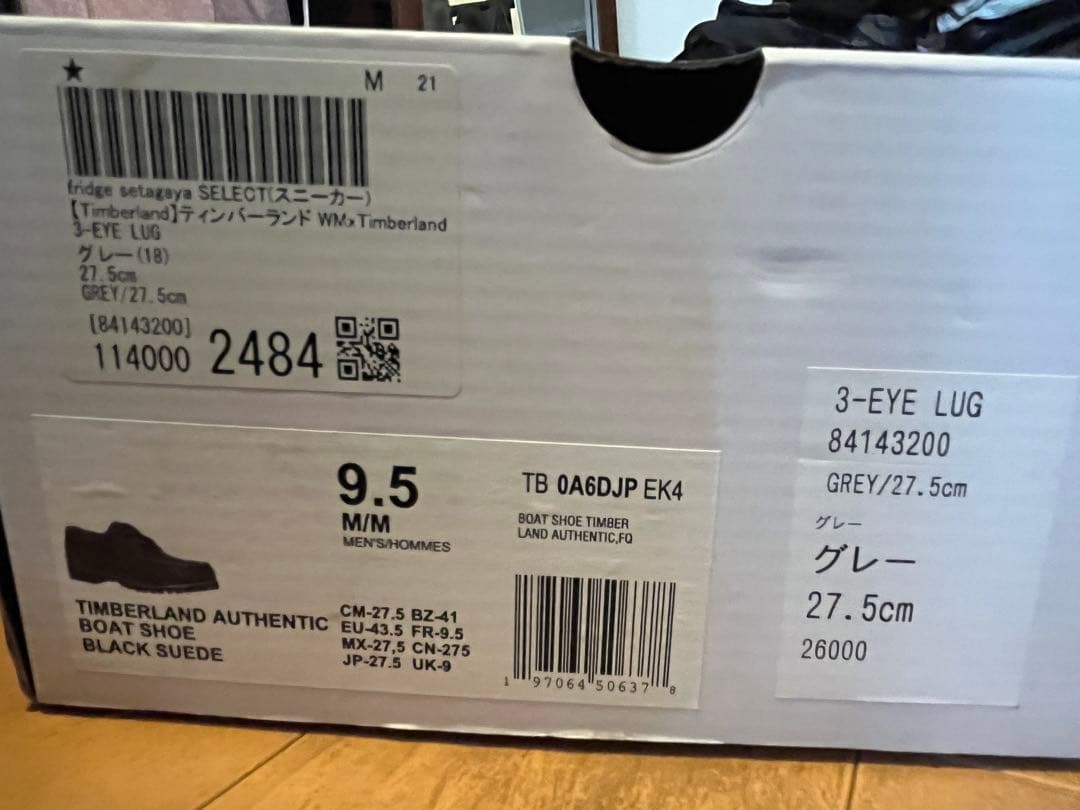 ★ M 21
fridge setagaya SELECT(スニーカー)
【Timberland】ティンバーランド WM×Timberland
3-EYE LUG
グレー(18)
27.5cm
GREY/27.5cm
[84143200]
114000 2484
9.5
M/M
MEN'S/HOMMES
TB 0A6DJP EK4
BOAT SHOE TIMBER
LAND AUTHENTIC,FQ
TIMBERLAND AUTHENTIC
BOAT SHOE
BLACK SUEDE
CM-27.5 BZ-41
EU-43.5 FR-9.5
MX-27,5 CN-275
JP-27.5 UK-9
1 97064 50637 8
3-EYE LUG
84143200
GREY/27.5cm
グレー
グレー
27.5cm
26000